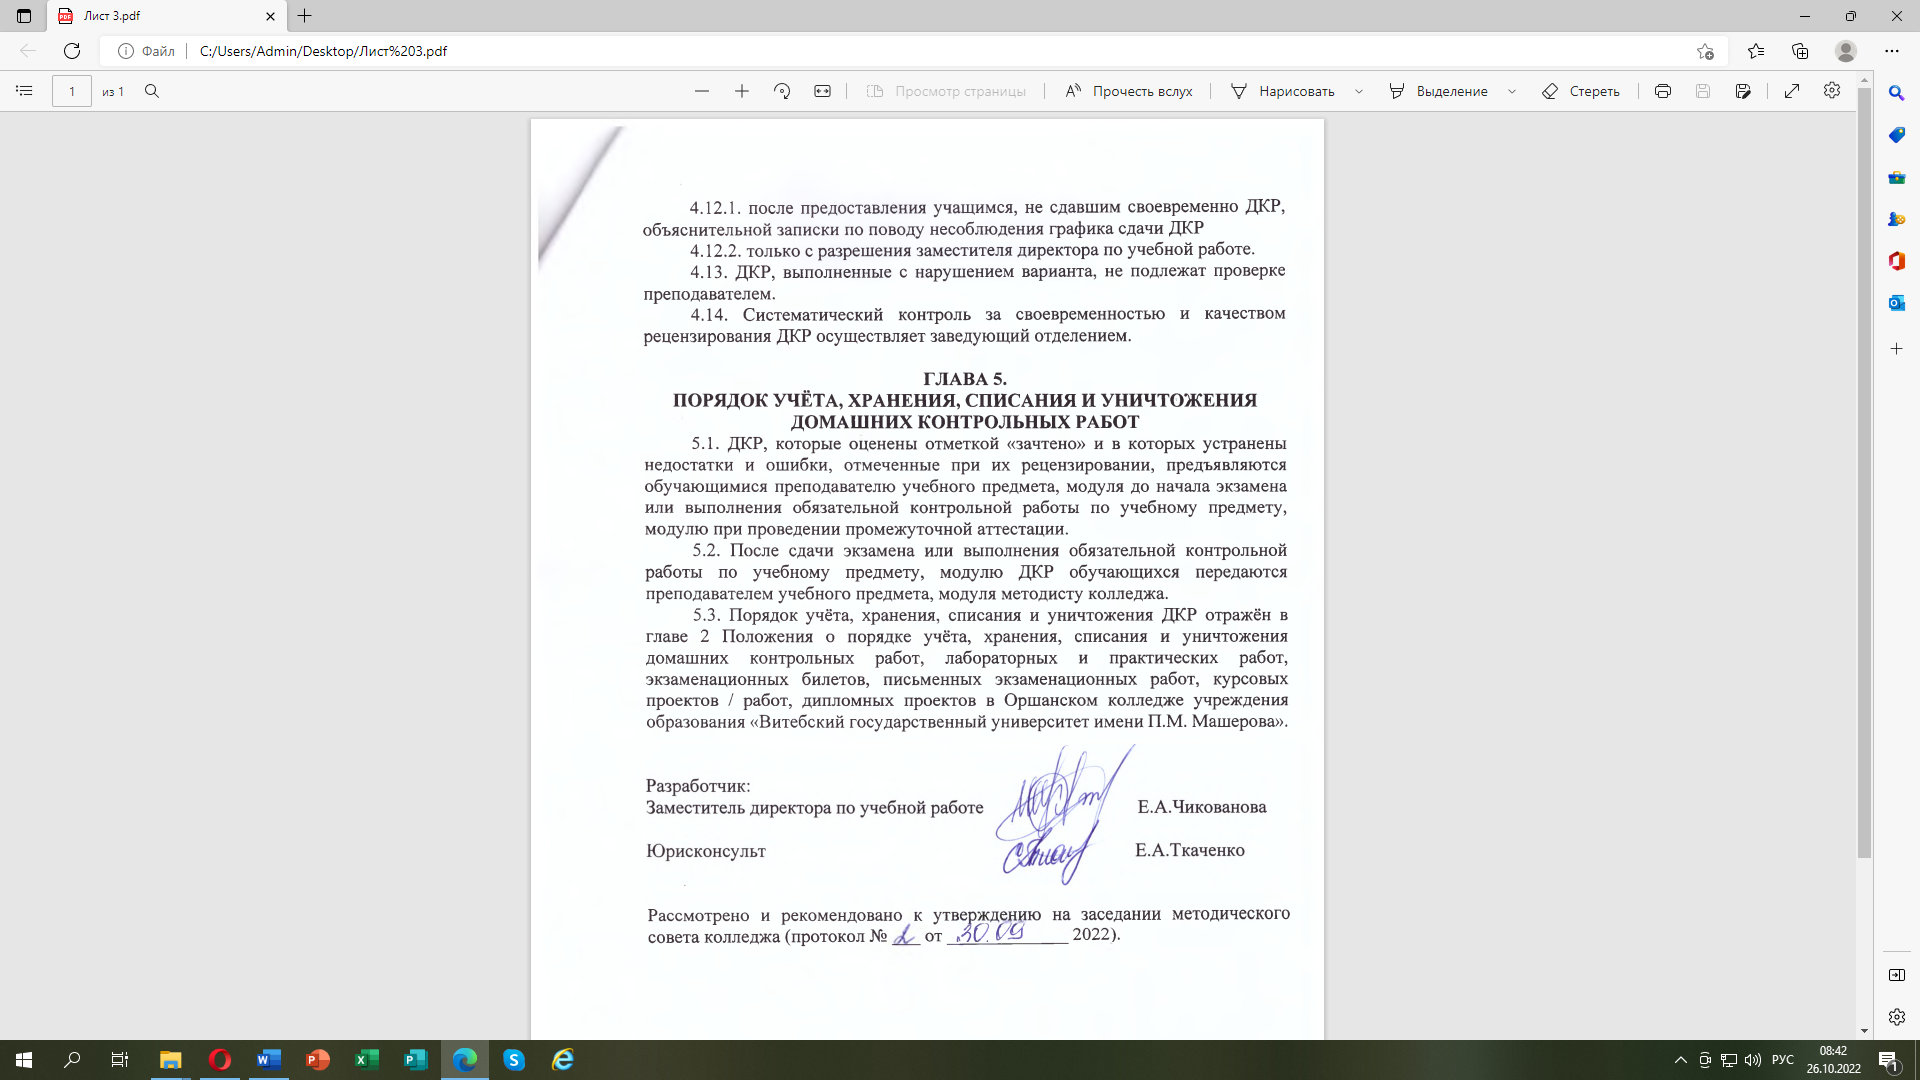 Лист 3.pdf
Файл
C:/Users/Admin/Desktop/Лист%203.pdf
1 из 1
Просмотр страницы
Прочесть вслух
Нарисовать
Выделение
Стереть
4.12.1. после предоставления учащимся, не сдавшим своевременно ДКР,
объяснительной записки по поводу несоблюдения графика сдачи ДКР
4.12.2. только с разрешения заместителя директора по учебной работе.
4.13. ДКР, выполненные с нарушением варианта, не подлежат проверке
преподавателем.
4.14. Систематический контроль за своевременностью и качеством
рецензирования ДКР осуществляет заведующий отделением.
ГЛАВА 5.
ПОРЯДОК УЧЁТА, ХРАНЕНИЯ, СПИСАНИЯ И УНИЧТОЖЕНИЯ
ДОМАШНИХ КОНТРОЛЬНЫХ РАБОТ
5.1. ДКР, которые оценены отметкой «зачтено» и в которых устранены
недостатки и ошибки, отмеченные при их рецензировании, предъявляются
обучающимися преподавателю учебного предмета, модуля до начала экзамена
или выполнения обязательной контрольной работы по учебному предмету,
модулю при проведении промежуточной аттестации.
5.2. После сдачи экзамена или выполнения обязательной контрольной
работы по учебному предмету, модулю ДКР обучающихся передаются
преподавателем учебного предмета, модуля методисту колледжа.
5.3. Порядок учёта, хранения, списания и уничтожения ДКР отражён в
главе 2 Положения о порядке учёта, хранения, списания и уничтожения
домашних контрольных работ, лабораторных и практических работ,
экзаменационных билетов, письменных экзаменационных работ, курсовых
проектов / работ, дипломных проектов в Оршанском колледже учреждения
образования «Витебский государственный университет имени П.М. Машерова».
Разработчик:
Заместитель директора по учебной работе Е.А.Чикованова
Юрисконсульт Е.А.Ткаченко
Рассмотрено и рекомендовано к утверждению на заседании методического
совета колледжа (протокол № 2 от 30.09 2022).
РУС
08:42
26.10.2022
1